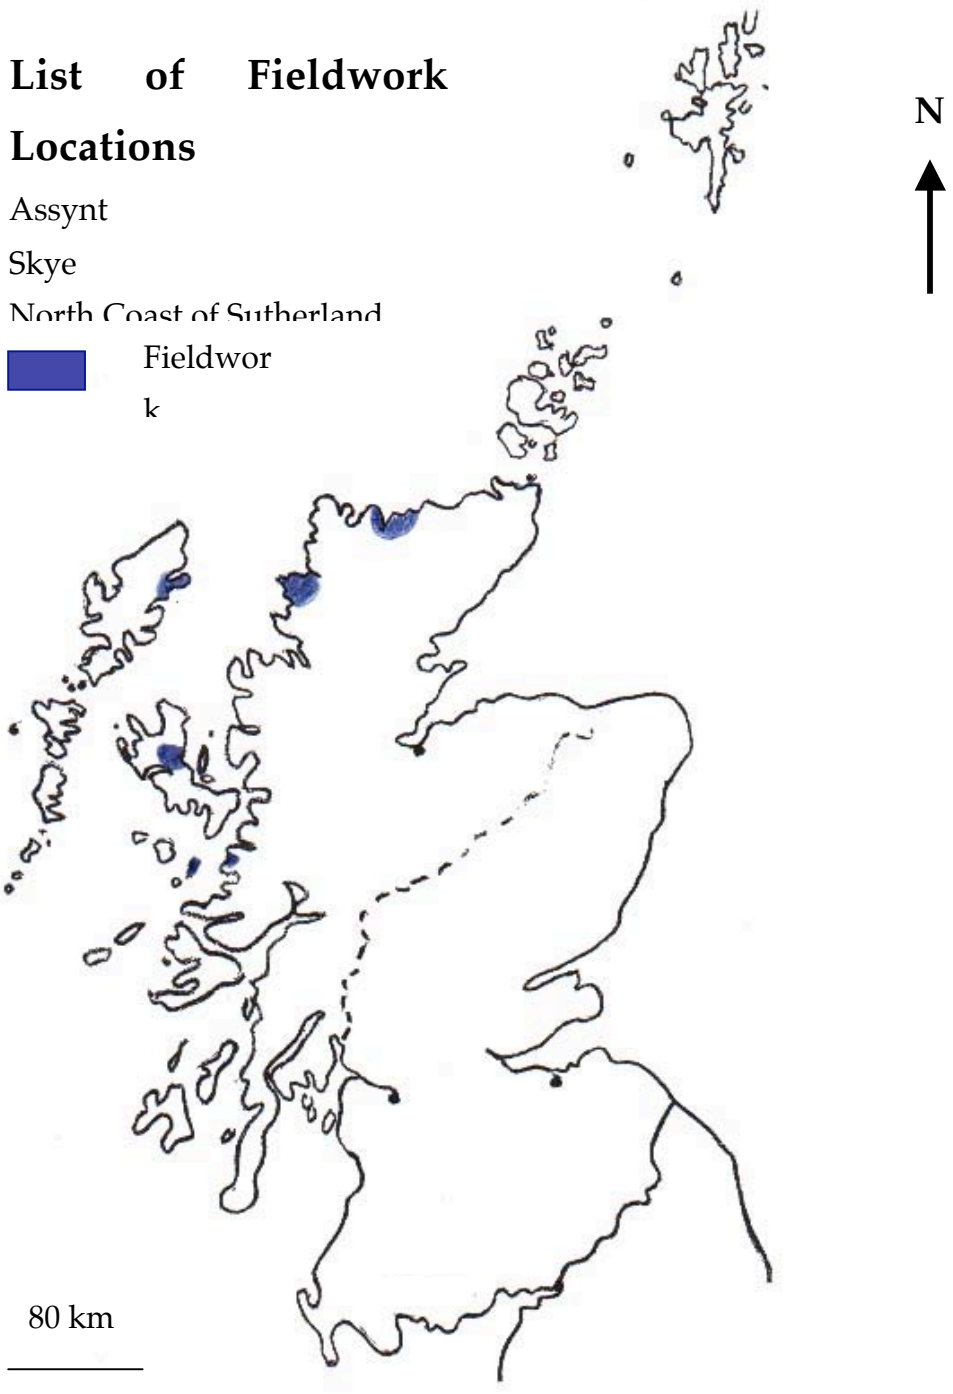 List of Fieldwork
Locations
N
Assynt
Skye
North Coast of Sutherland
Fieldwor
k
80 km